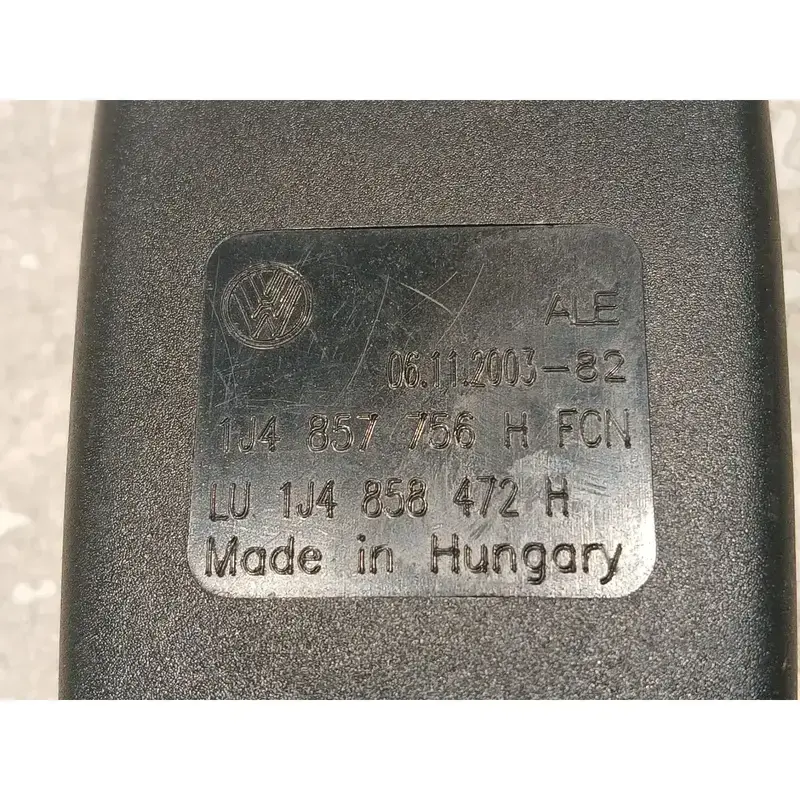 ALE
06.11.2003-82
1J4 857 756 H FCN
LU 1J4 858 472 H
Made in Hungary